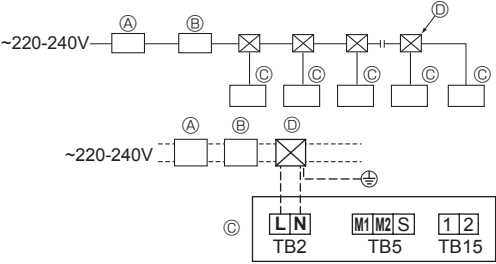 Ⓐ Ⓑ Ⓓ
~220-240V
Ⓒ Ⓒ Ⓒ Ⓒ Ⓒ
Ⓐ Ⓑ Ⓓ
~220-240V
Ⓒ L N M1 M2 S 1 2
TB2 TB5 TB15